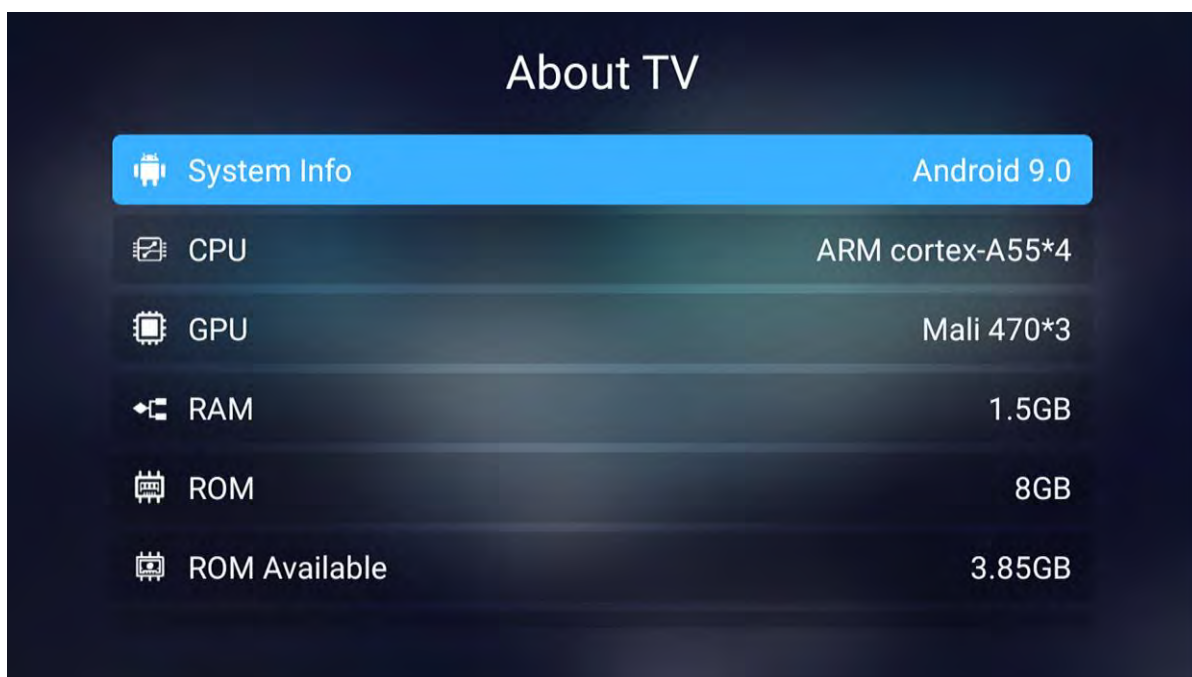 About TV
System Info Android 9.0
CPU ARM cortex-A55*4
GPU Mali 470*3
RAM 1.5GB
ROM 8GB
ROM Available 3.85GB